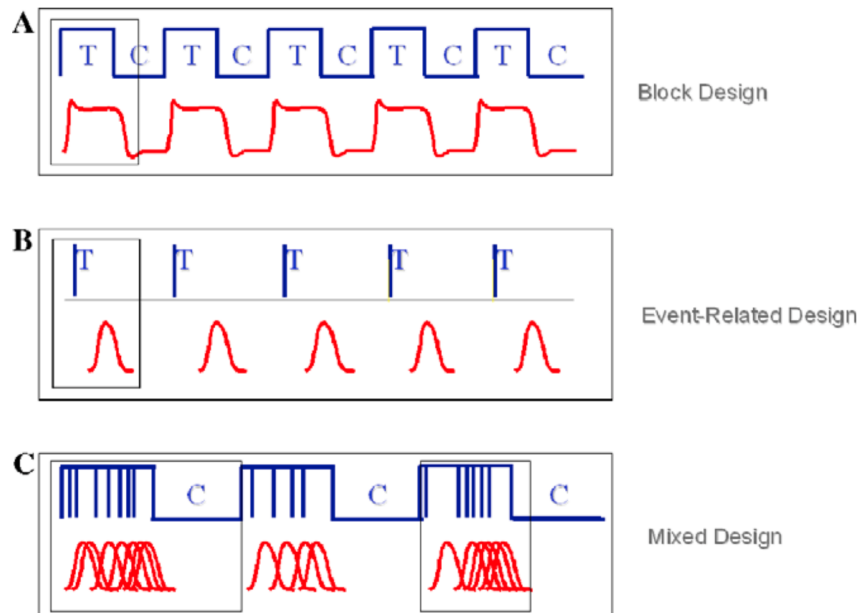 A
T C T C T C T C T C
Block Design
B
T T T T T
Event-Related Design
C
C C C
Mixed Design